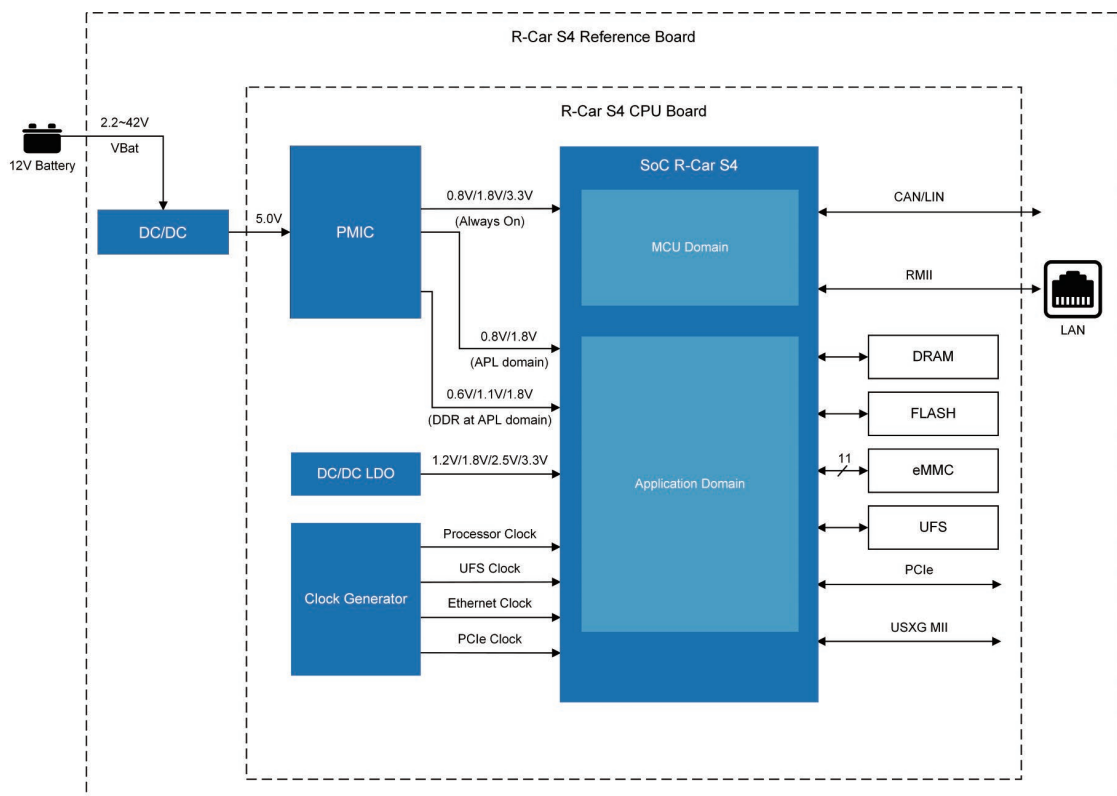 R-Car S4 Reference Board
R-Car S4 CPU Board
2.2~42V
VBat
12V Battery
DC/DC
5.0V
PMIC
0.8V/1.8V/3.3V
(Always On)
0.8V/1.8V
(APL domain)
0.6V/1.1V/1.8V
(DDR at APL domain)
DC/DC LDO
1.2V/1.8V/2.5V/3.3V
Clock Generator
Processor Clock
UFS Clock
Ethernet Clock
PCIe Clock
SoC R-Car S4
MCU Domain
Application Domain
CAN/LIN
RMII
LAN
DRAM
FLASH
11
eMMC
UFS
PCIe
USXG MII